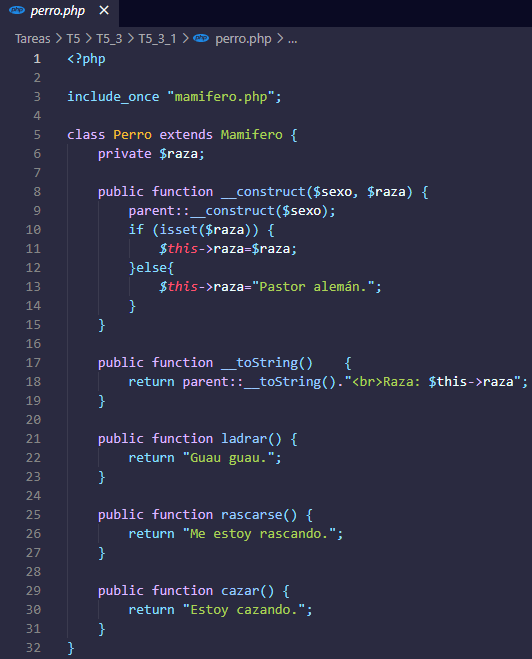 perro.php ×
Tareas > T5 > T5_3 > T5_3_1 > perro.php > ...
1 <?php
2
3 include_once "mamifero.php";
4
5 class Perro extends Mamifero {
6     private $raza;
7
8     public function __construct($sexo, $raza) {
9         parent::__construct($sexo);
10         if (isset($raza)) {
11             $this->raza=$raza;
12         }else{
13             $this->raza="Pastor alemán.";
14         }
15     }
16
17     public function __toString()    {
18         return parent::__toString()."<br>Raza: $this->raza";
19     }
20
21     public function ladrar() {
22         return "Guau guau.";
23     }
24
25     public function rascarse() {
26         return "Me estoy rascando.";
27     }
28
29     public function cazar() {
30         return "Estoy cazando.";
31     }
32 }